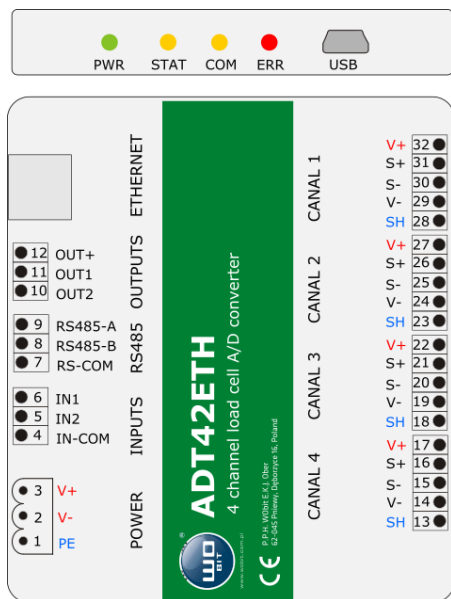 PWR STAT COM ERR USB
ETHERNET
12 OUT+
11 OUT1
10 OUT2
OUTPUTS
9 RS485-A
8 RS485-B
7 RS-COM
RS485
6 IN1
5 IN2
4 IN-COM
INPUTS
3 V+
2 V-
1 PE
POWER
ADT42ETH
4 channel load cell A/D converter
WO
BIT
www.wobit.com.pl
CE
P.P.H. WObit E.K.J. Ober
62-045 Pniewy, Dęborzyce 16, Poland
CANAL 1
V+ 32
S+ 31
S- 30
V- 29
SH 28
CANAL 2
V+ 27
S+ 26
S- 25
V- 24
SH 23
CANAL 3
V+ 22
S+ 21
S- 20
V- 19
SH 18
CANAL 4
V+ 17
S+ 16
S- 15
V- 14
SH 13